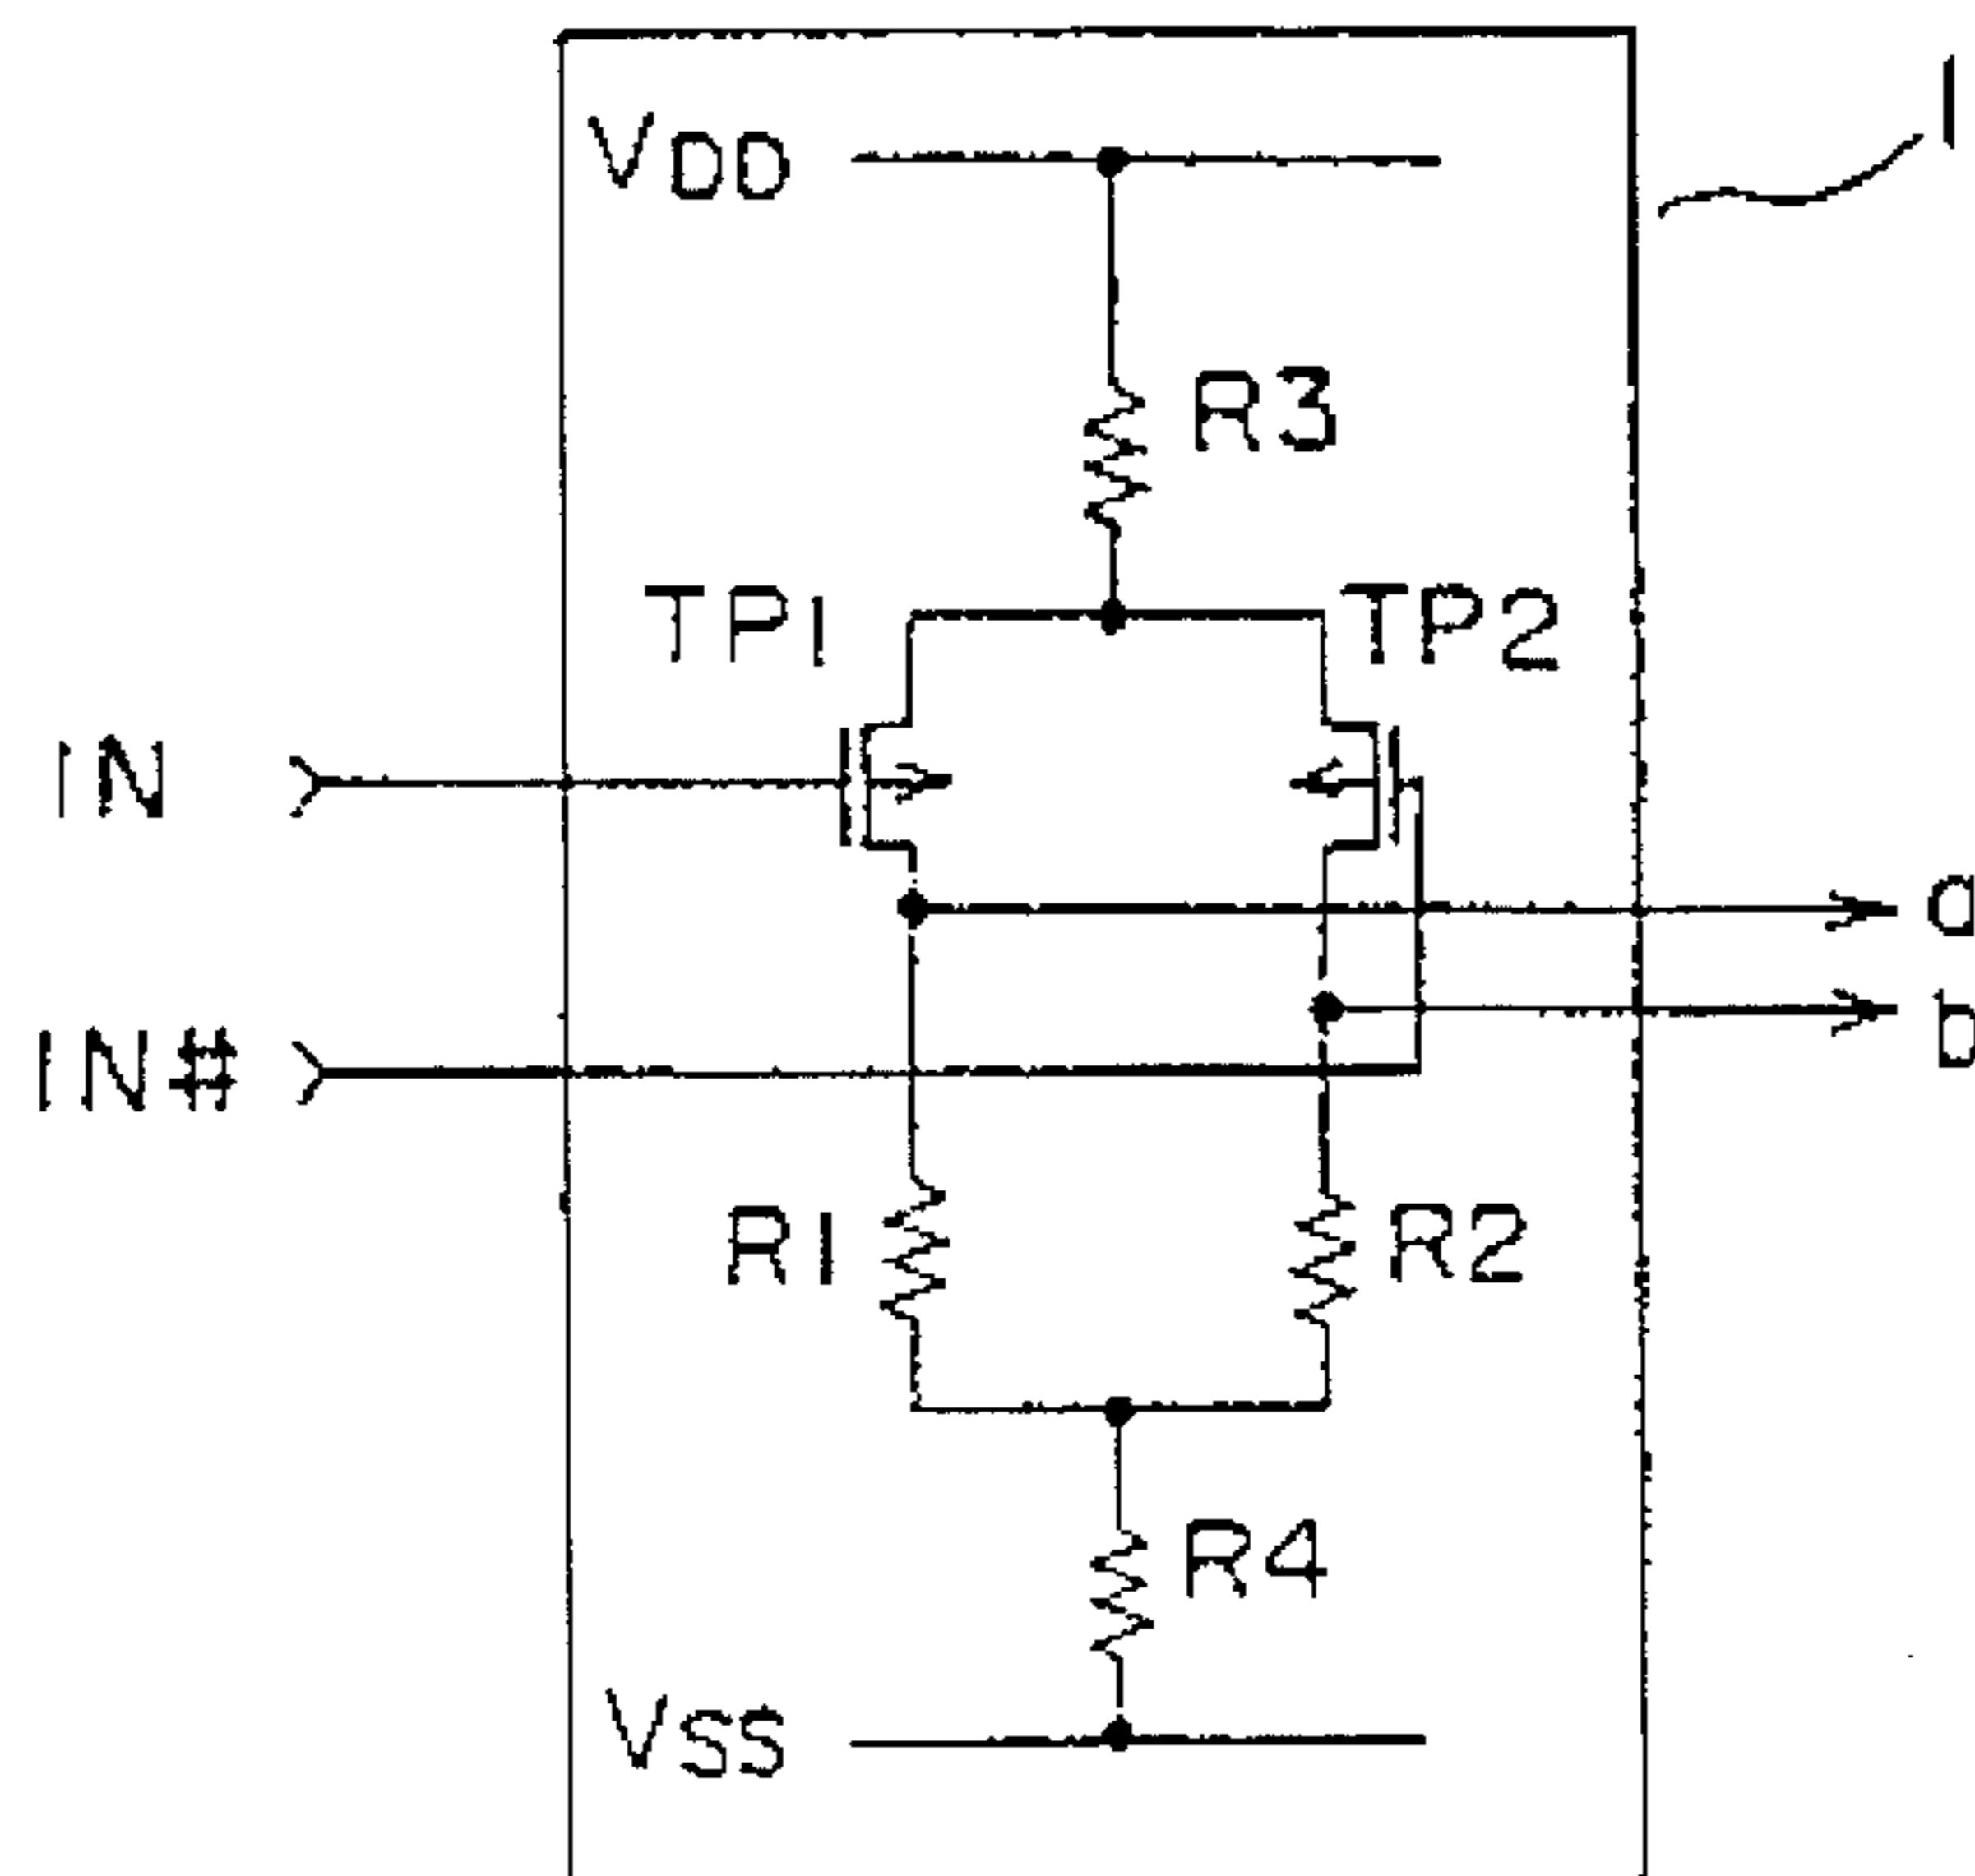 1
VDD
R3
TP1 TP2
IN
a
b
IN#
R1 R2
R4
VSS